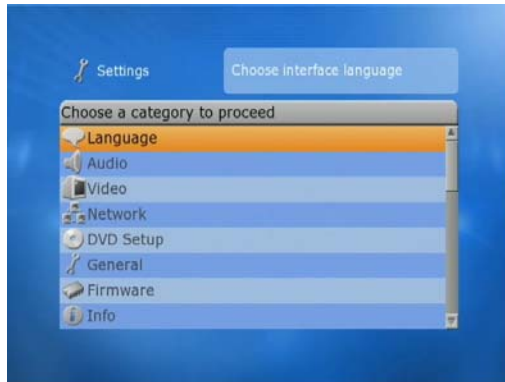 Settings
Choose interface language
Choose a category to proceed
Language
Audio
Video
Network
DVD Setup
General
Firmware
Info